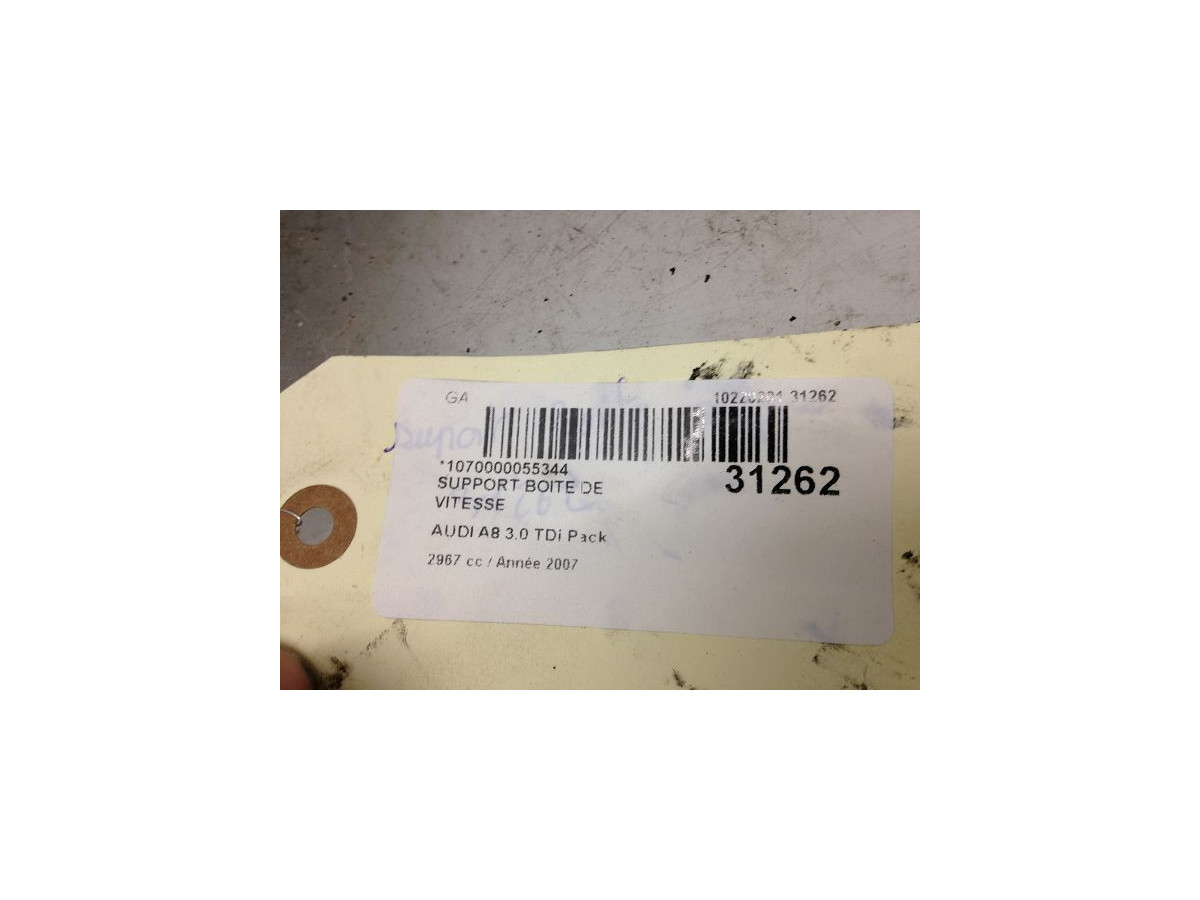 GA
31262
*1070000055344
31262
SUPPORT BOITE DE
VITESSE
AUDI A8 3.0 TDi Pack
2967 cc / Année 2007